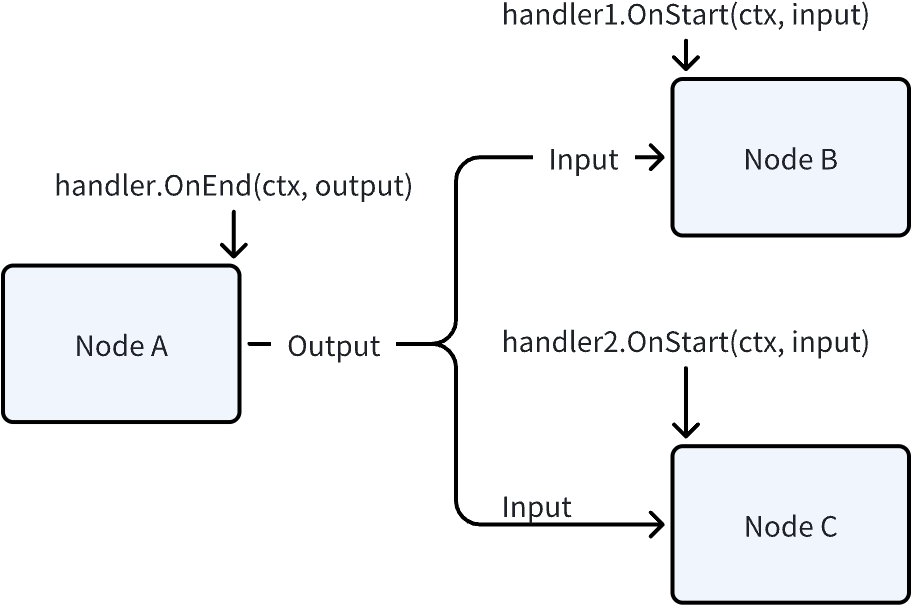 handler1.OnStart(ctx, input)
Input
Node B
handler.OnEnd(ctx, output)
Node A
Output
handler2.OnStart(ctx, input)
Input
Node C